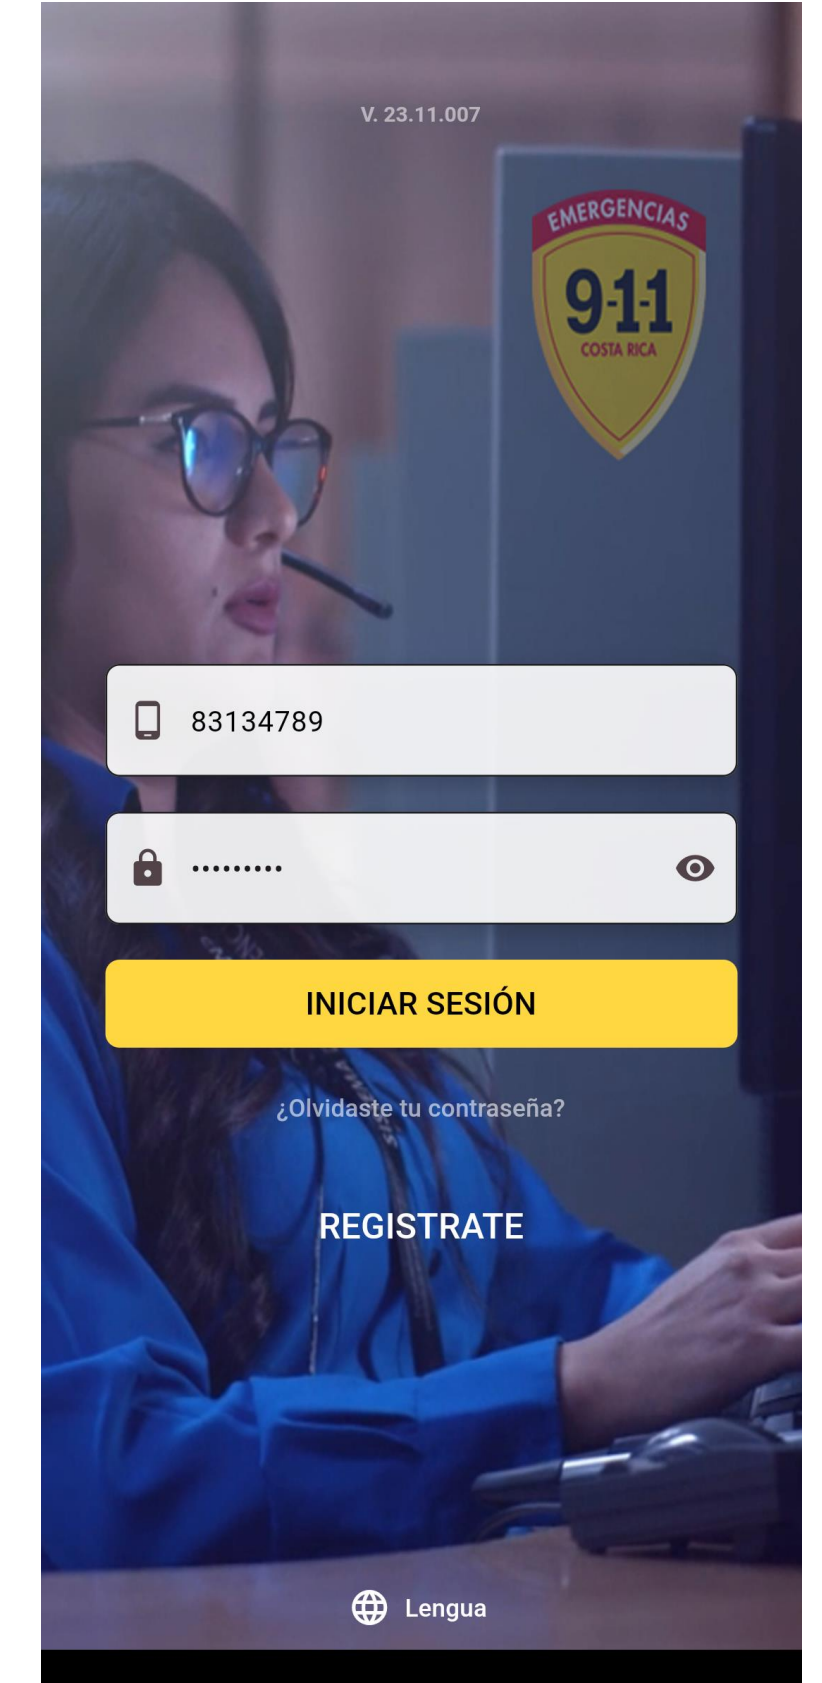 V. 23.11.007
EMERGENCIAS
9-1-1
COSTA RICA
83134789
•••••••••
INICIAR SESIÓN
¿Olvidaste tu contraseña?
REGISTRATE
Lengua